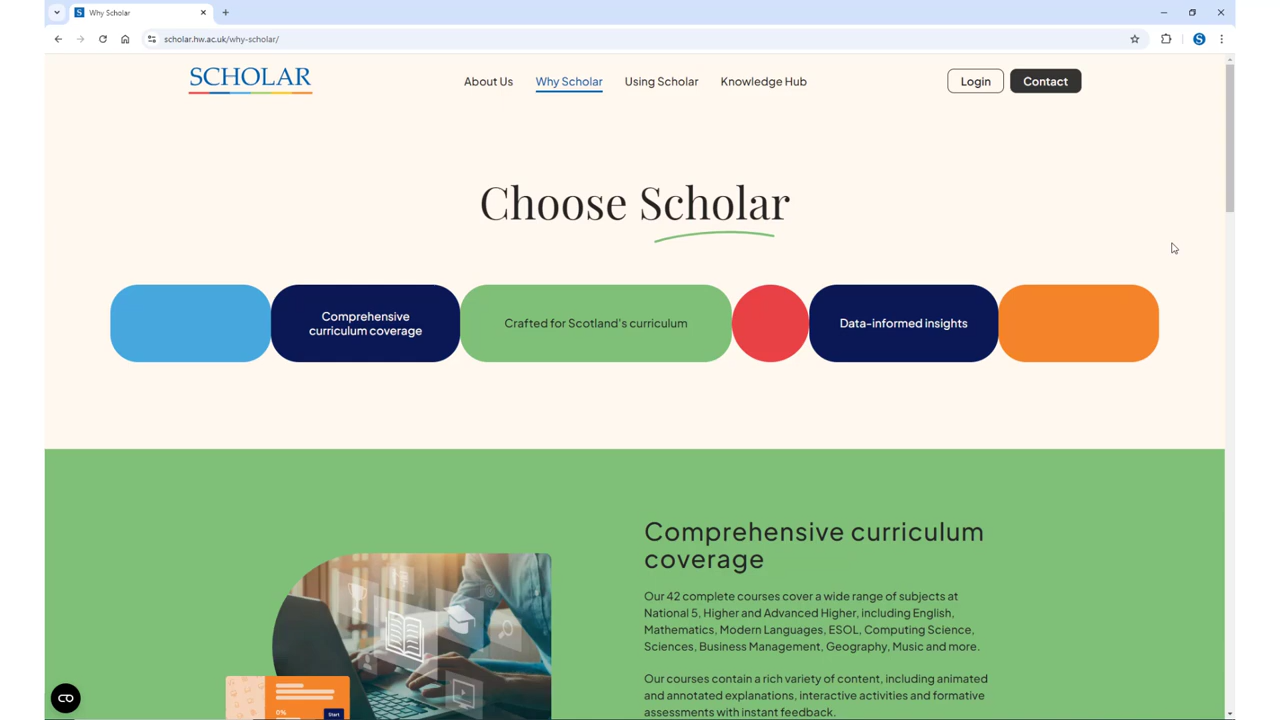 Why Scholar
scholar.hw.ac.uk/why-scholar/
SCHOLAR
About Us
Why Scholar
Using Scholar
Knowledge Hub
Login
Contact
Choose Scholar
Comprehensive
curriculum coverage
Crafted for Scotland's curriculum
Data-informed insights
Comprehensive curriculum
coverage
Our 42 complete courses cover a wide range of subjects at
National 5, Higher and Advanced Higher, including English,
Mathematics, Modern Languages, ESOL, Computing Science,
Sciences, Business Management, Geography, Music and more.
Our courses contain a rich variety of content, including animated
and annotated explanations, interactive activities and formative
assessments with instant feedback.
0%
Start